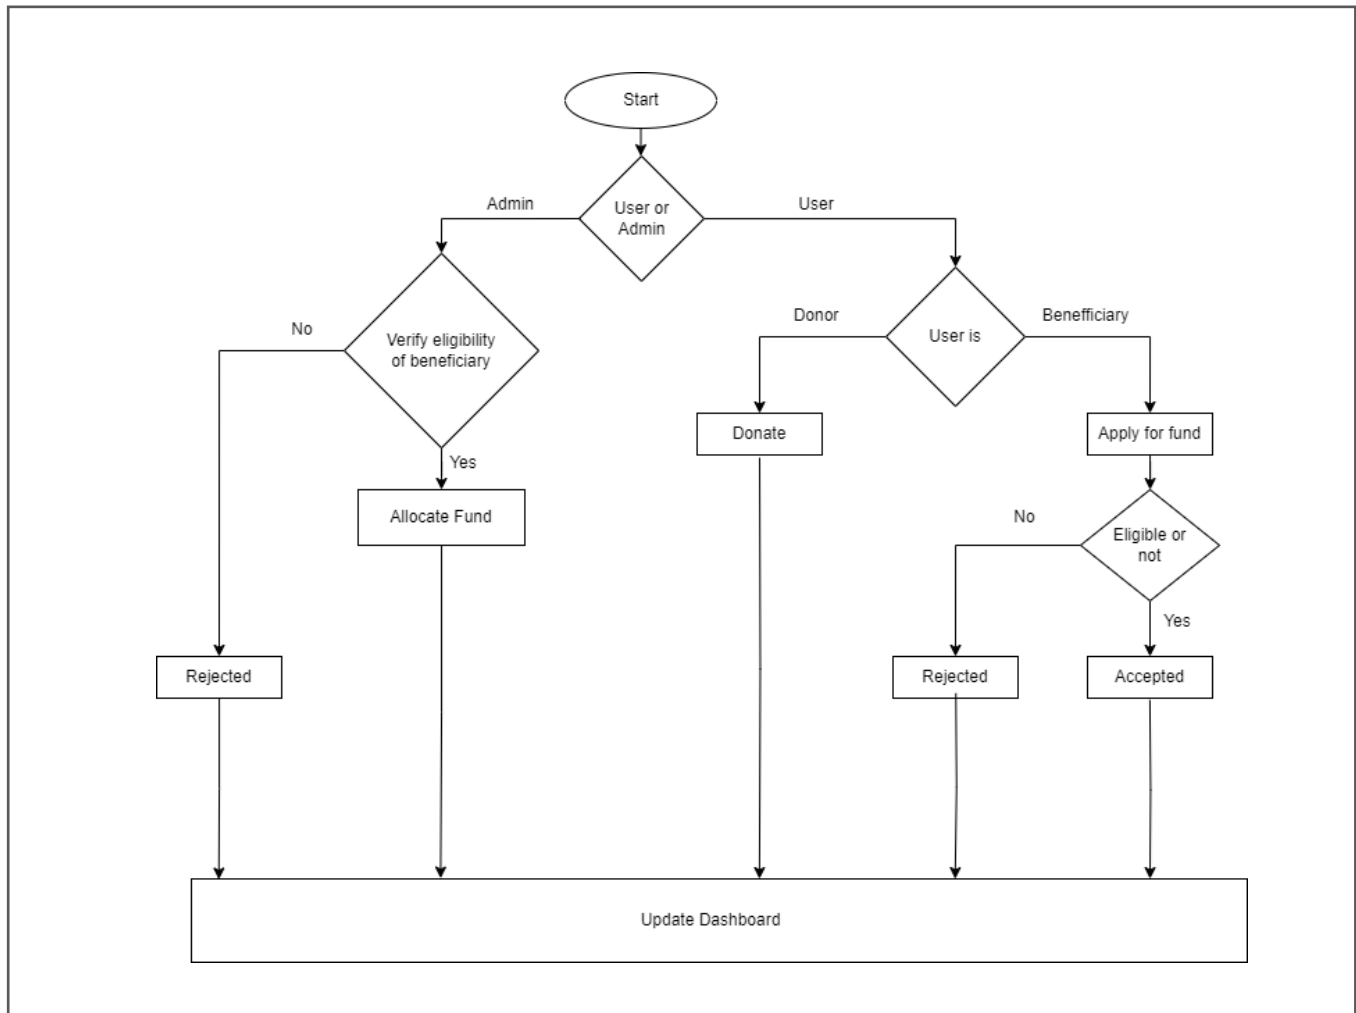 Start
User or
Admin
Admin
User
Verify eligibility
of beneficiary
No
Yes
Allocate Fund
Rejected
User is
Donor
Benefficiary
Donate
Apply for fund
Eligible or
not
No
Yes
Rejected
Accepted
Update Dashboard